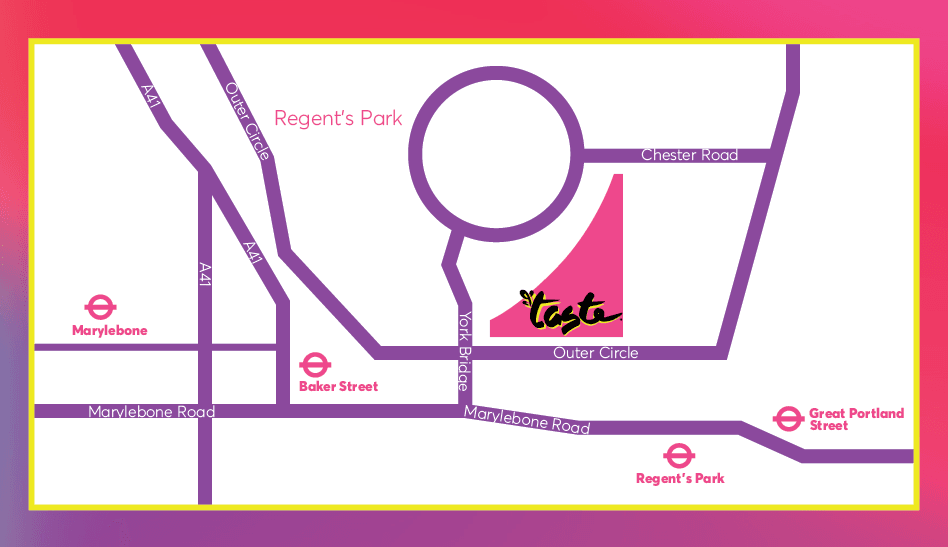 A41
Outer Circle
Regent's Park
Chester Road
A41
A41
taste
Marylebone
York Bridge
Outer Circle
Baker Street
Marylebone Road
Marylebone Road
Great Portland
Street
Regent's Park